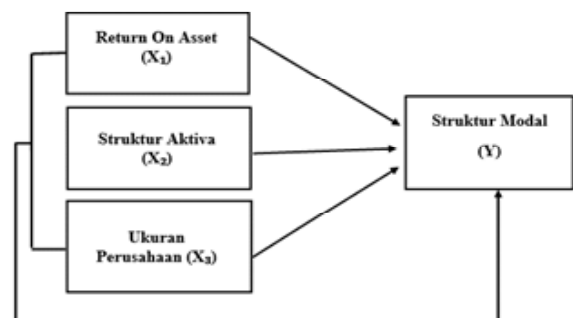 Return On Asset
(X₁)
Struktur Aktiva
(X₂)
Ukuran
Perusahaan (X₃)
Struktur Modal
(Y)